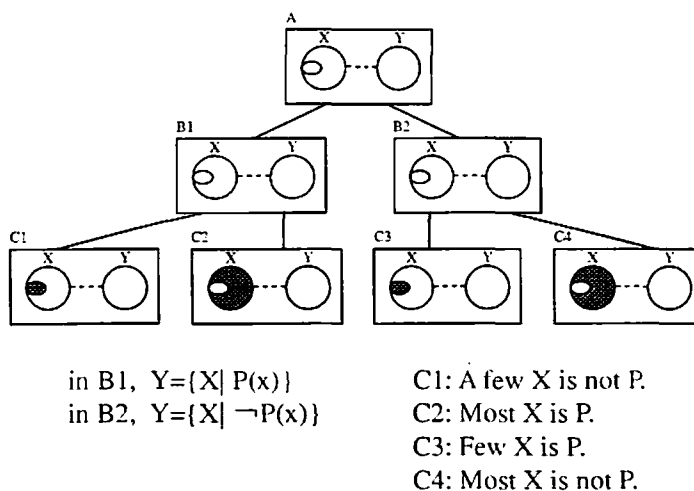 A
X Y
B1 B2
X Y X Y
C1 C2 C3 C4
X Y X Y X Y X Y
in B1, Y={X| P(x)}
in B2, Y={X| ¬P(x)}
C1: A few X is not P.
C2: Most X is P.
C3: Few X is P.
C4: Most X is not P.